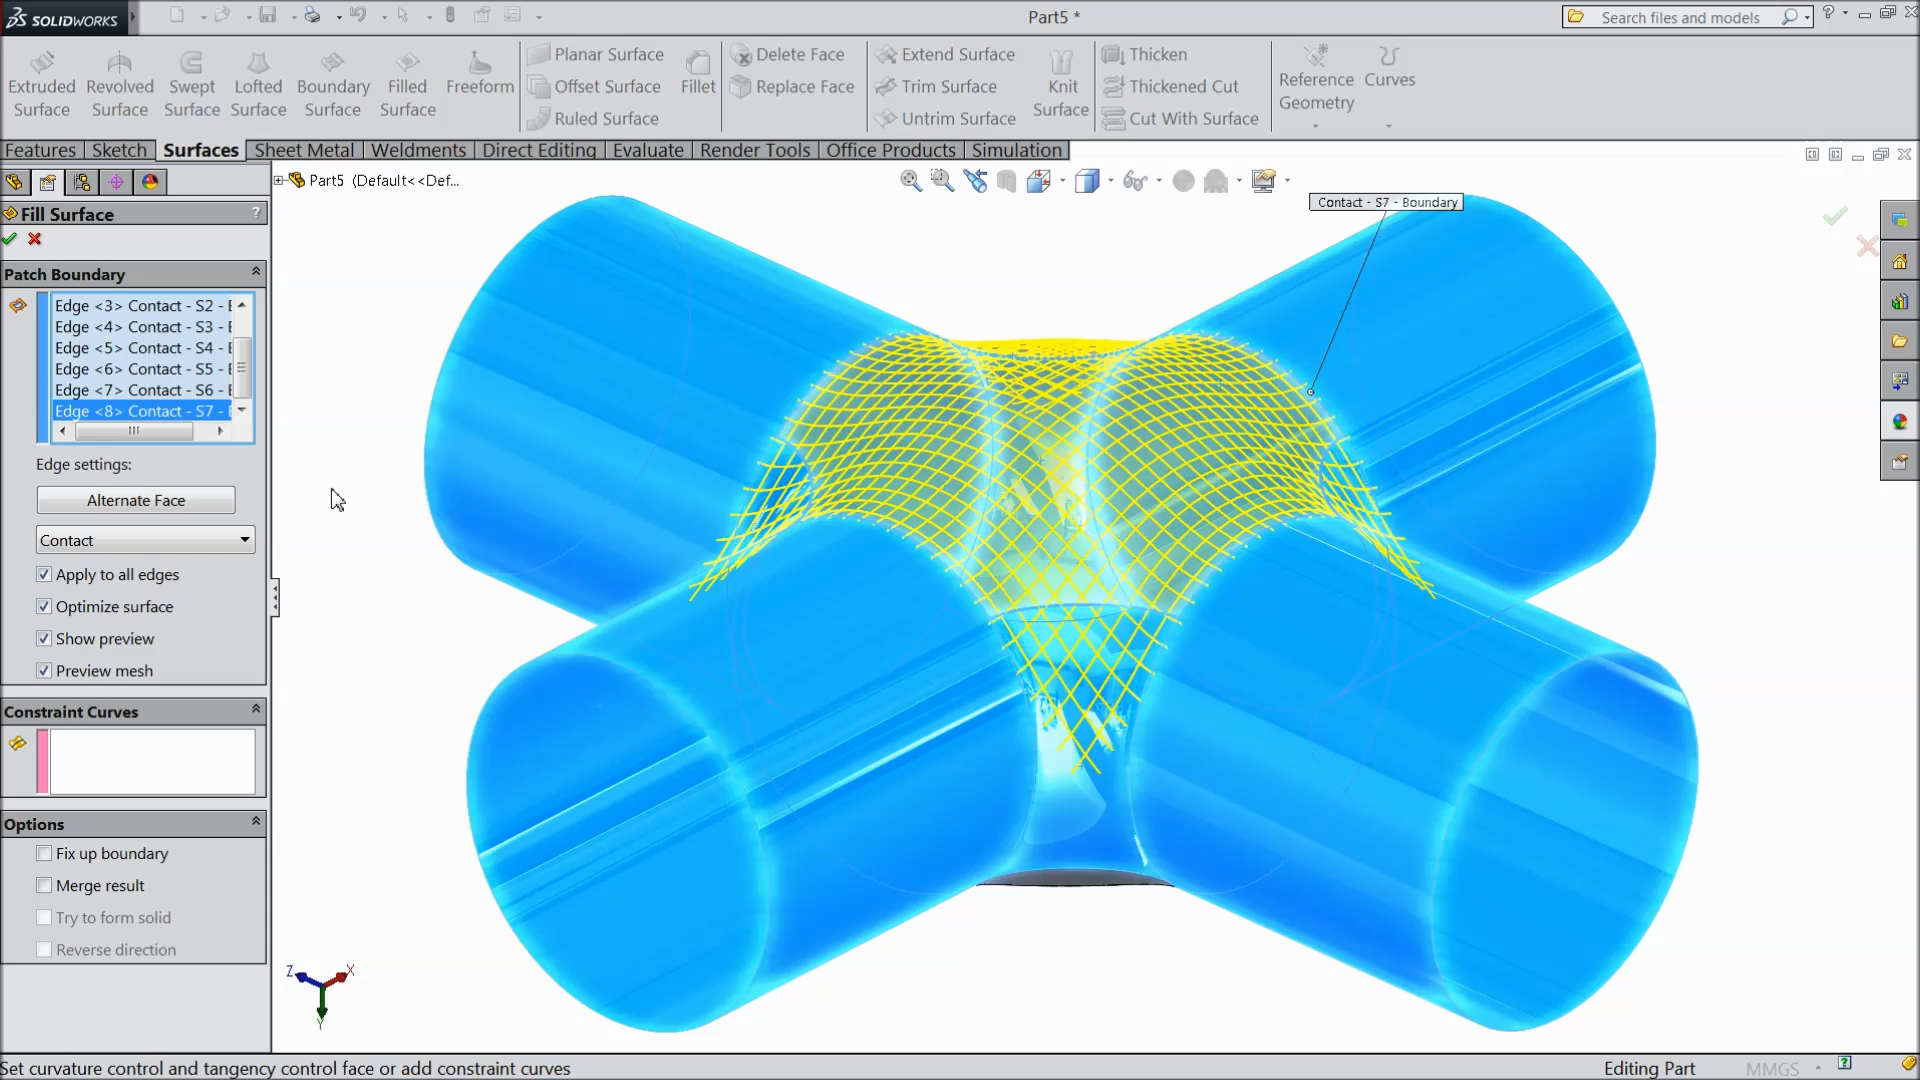 SOLIDWORKS
Part5 *
Search files and models
?
Extruded Surface
Revolved Surface
Swept Surface
Lofted Surface
Boundary Surface
Filled Surface
Freeform
Planar Surface
Offset Surface
Ruled Surface
Fillet
Delete Face
Replace Face
Extend Surface
Trim Surface
Untrim Surface
Knit Surface
Thicken
Thickened Cut
Cut With Surface
Reference Geometry
Curves
Features
Sketch
Surfaces
Sheet Metal
Weldments
Direct Editing
Evaluate
Render Tools
Office Products
Simulation
Part5 (Default<<Def...
Fill Surface
?
Patch Boundary
Edge <3> Contact - S2 - B
Edge <4> Contact - S3 - B
Edge <5> Contact - S4 - B
Edge <6> Contact - S5 - B
Edge <7> Contact - S6 - B
Edge <8> Contact - S7 - B
Edge settings:
Alternate Face
Contact
Apply to all edges
Optimize surface
Show preview
Preview mesh
Constraint Curves
Options
Fix up boundary
Merge result
Try to form solid
Reverse direction
Contact - S7 - Boundary
Z
X
Y
Set curvature control and tangency control face or add constraint curves
Editing Part
MMGS
?